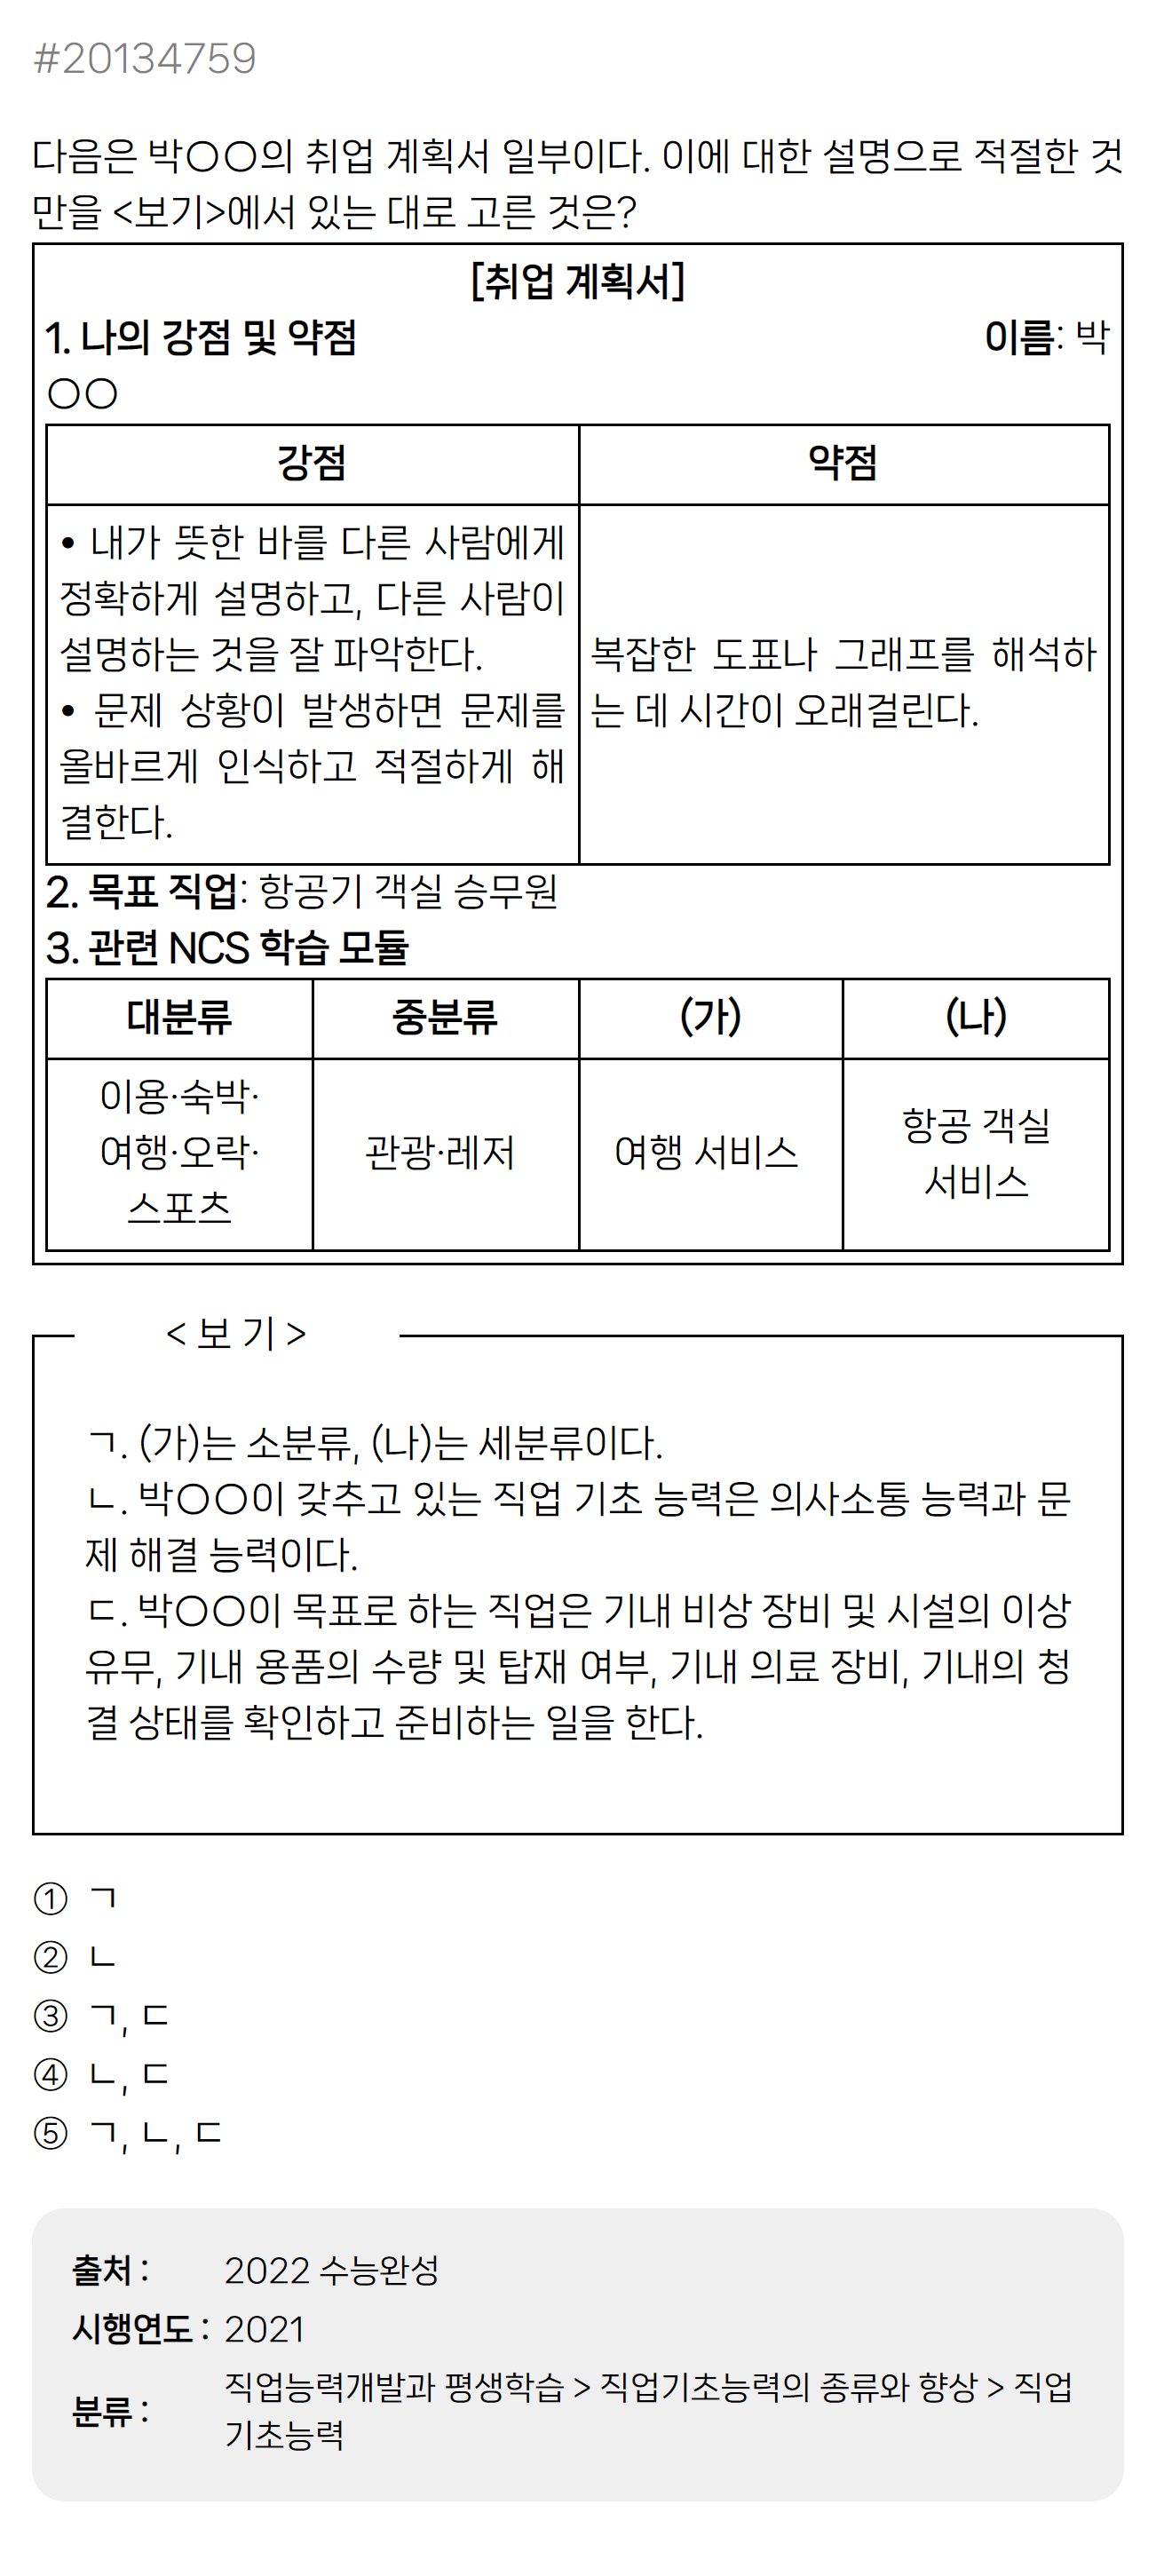 #20134759
다음은 박○○의 취업 계획서 일부이다. 이에 대한 설명으로 적절한 것
만을 <보기>에서 있는 대로 고른 것은?
[취업 계획서]
1. 나의 강점 및 약점 이름: 박
○○
강점 약점
• 내가 뜻한 바를 다른 사람에게
정확하게 설명하고, 다른 사람이
설명하는 것을 잘 파악한다.
• 문제 상황이 발생하면 문제를
올바르게 인식하고 적절하게 해
결한다.
복잡한 도표나 그래프를 해석하
는 데 시간이 오래걸린다.
2. 목표 직업: 항공기 객실 승무원
3. 관련 NCS 학습 모듈
대분류 중분류 (가) (나)
이용·숙박·
여행·오락·
스포츠
관광·레저
여행 서비스
항공 객실
서비스
< 보 기 >
ㄱ. (가)는 소분류, (나)는 세분류이다.
ㄴ. 박○○이 갖추고 있는 직업 기초 능력은 의사소통 능력과 문
제 해결 능력이다.
ㄷ. 박○○이 목표로 하는 직업은 기내 비상 장비 및 시설의 이상
유무, 기내 용품의 수량 및 탑재 여부, 기내 의료 장비, 기내의 청
결 상태를 확인하고 준비하는 일을 한다.
① ㄱ
② ㄴ
③ ㄱ, ㄷ
④ ㄴ, ㄷ
⑤ ㄱ, ㄴ, ㄷ
출처 : 2022 수능완성
시행연도 : 2021
분류 : 직업능력개발과 평생학습 > 직업기초능력의 종류와 향상 > 직업
기초능력